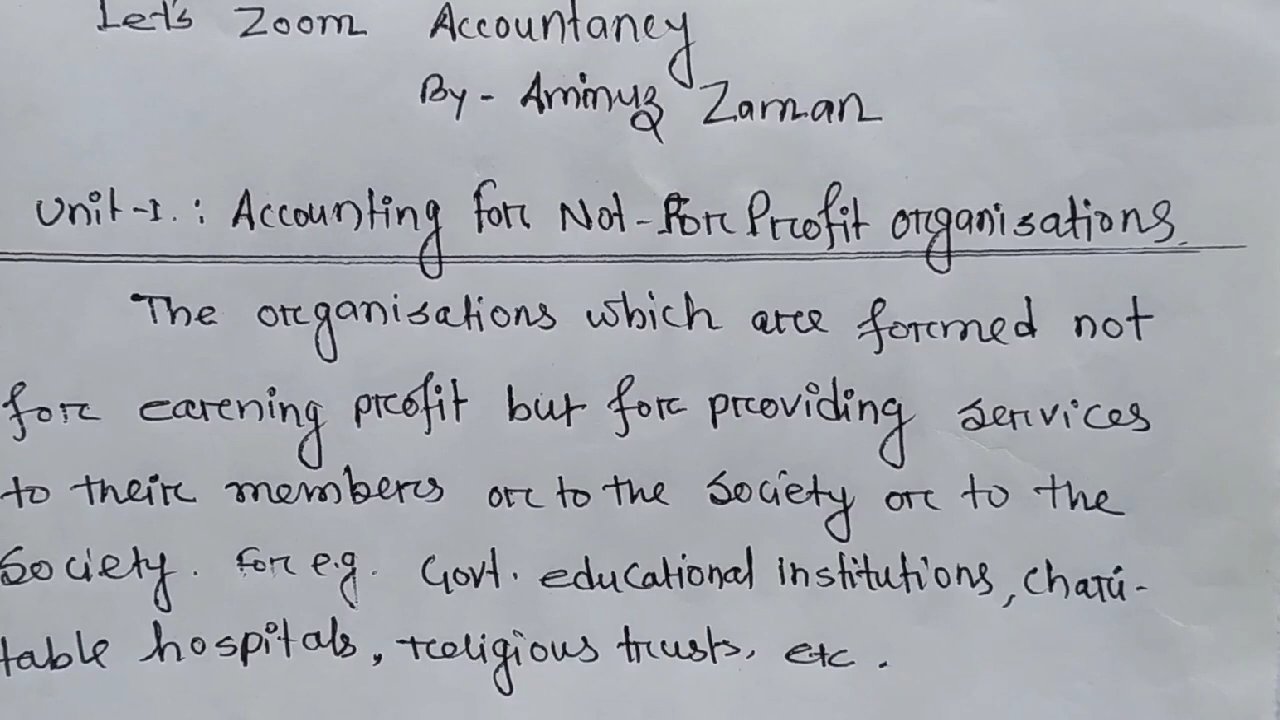 Let's Zoom Accountancy
By - Aminuz Zaman
Unit-I. : Accounting for Not-For Profit organisations.
The organisations which are formed not
for earning profit but for providing services
to their members or to the society or to the
society. For e.g. Govt. educational institutions, chari-
table hospitals, religious trusts, etc.